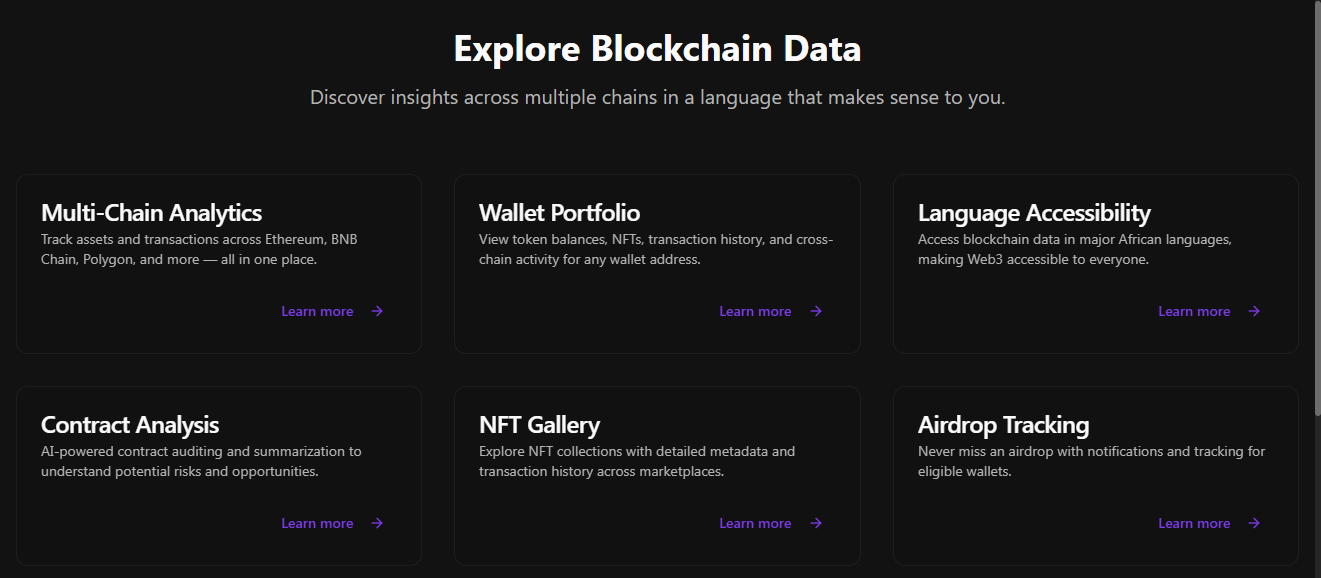 Explore Blockchain Data
Discover insights across multiple chains in a language that makes sense to you.
Multi-Chain Analytics
Track assets and transactions across Ethereum, BNB
Chain, Polygon, and more — all in one place.
Learn more →
Wallet Portfolio
View token balances, NFTs, transaction history, and cross-
chain activity for any wallet address.
Learn more →
Language Accessibility
Access blockchain data in major African languages,
making Web3 accessible to everyone.
Learn more →
Contract Analysis
AI-powered contract auditing and summarization to
understand potential risks and opportunities.
Learn more →
NFT Gallery
Explore NFT collections with detailed metadata and
transaction history across marketplaces.
Learn more →
Airdrop Tracking
Never miss an airdrop with notifications and tracking for
eligible wallets.
Learn more →